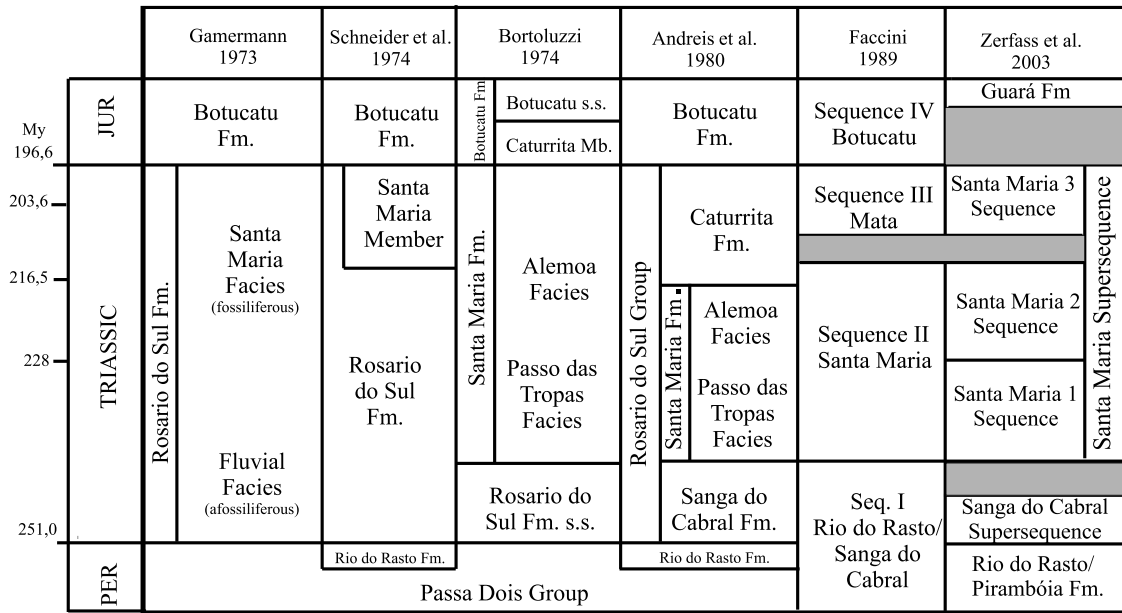 Gamermann
1973
Schneider et al.
1974
Bortoluzzi
1974
Andreis et al.
1980
Faccini
1989
Zerfass et al.
2003
My
196,6
203,6
216,5
228
251,0
JUR
TRIASSIC
PER
Botucatu
Fm.
Rosario do Sul Fm.
Santa
Maria
Facies
(fossiliferous)
Fluvial
Facies
(afossiliferous)
Botucatu
Fm.
Santa
Maria
Member
Rosario
do Sul
Fm.
Rio do Rasto Fm.
Botucatu Fm
Botucatu s.s.
Caturrita Mb.
Santa Maria Fm.
Alemoa
Facies
Passo das
Tropas
Facies
Rosario do
Sul Fm. s.s.
Botucatu
Fm.
Rosario do Sul Group
Caturrita
Fm.
Santa Maria Fm.
Alemoa
Facies
Passo das
Tropas
Facies
Sanga do
Cabral Fm.
Rio do Rasto Fm.
Passa Dois Group
Sequence IV
Botucatu
Sequence III
Mata
Sequence II
Santa Maria
Seq. I
Rio do Rasto/
Sanga do
Cabral
Guará Fm
Santa Maria 3
Sequence
Santa Maria 2
Sequence
Santa Maria 1
Sequence
Santa Maria Supersequence
Sanga do Cabral
Supersequence
Rio do Rasto/
Pirambóia Fm.